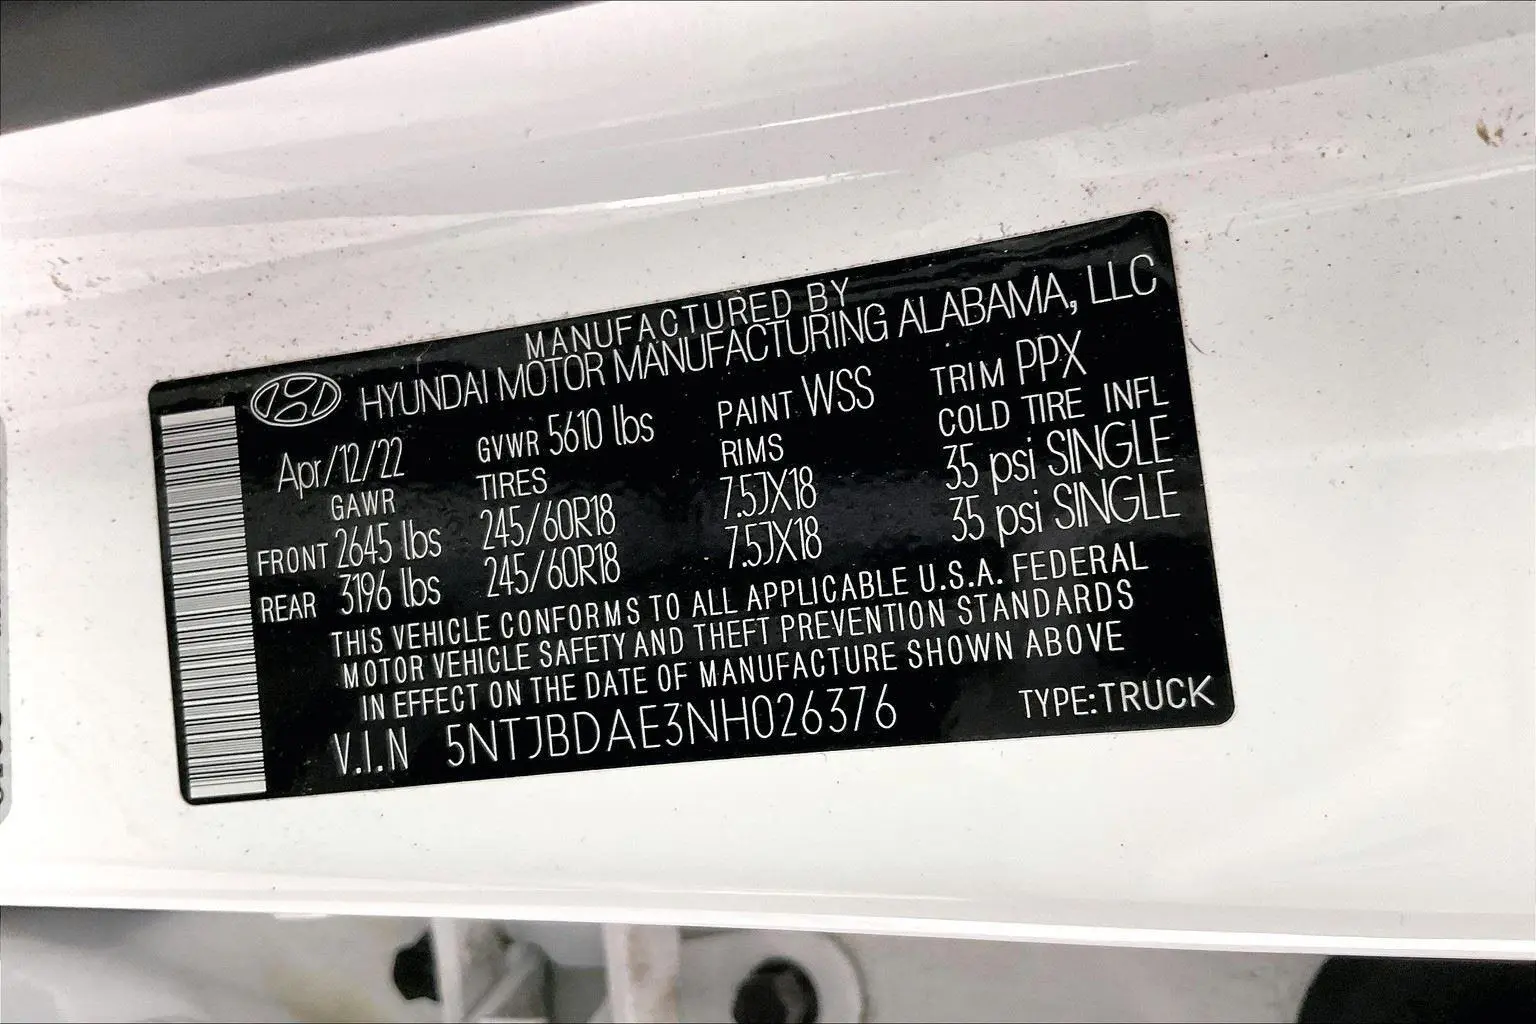 MANUFACTURED BY
HYUNDAI MOTOR MANUFACTURING ALABAMA, LLC
Apr/12/22 GVWR 5610 lbs PAINT WSS TRIM PPX
GAWR TIRES RIMS COLD TIRE INFL
FRONT 2645 lbs 245/60R18 7.5JX18 35 psi SINGLE
REAR 3196 lbs 245/60R18 7.5JX18 35 psi SINGLE
THIS VEHICLE CONFORMS TO ALL APPLICABLE U.S.A. FEDERAL
MOTOR VEHICLE SAFETY AND THEFT PREVENTION STANDARDS
IN EFFECT ON THE DATE OF MANUFACTURE SHOWN ABOVE
V.I.N 5NTJBDAE3NH026376 TYPE:TRUCK